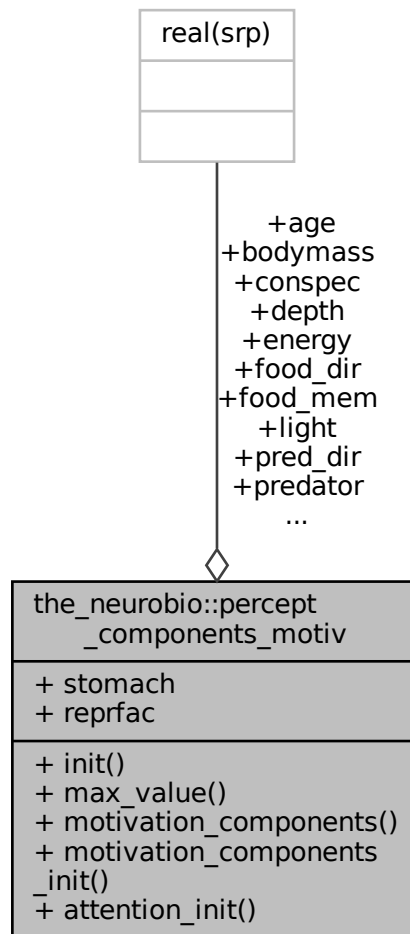 real(srp)
+age
+bodymass
+conspec
+depth
+energy
+food_dir
+food_mem
+light
+pred_dir
+predator
...
the_neurobio::percept
_components_motiv
+ stomach
+ reprfac
+ init()
+ max_value()
+ motivation_components()
+ motivation_components
_init()
+ attention_init()